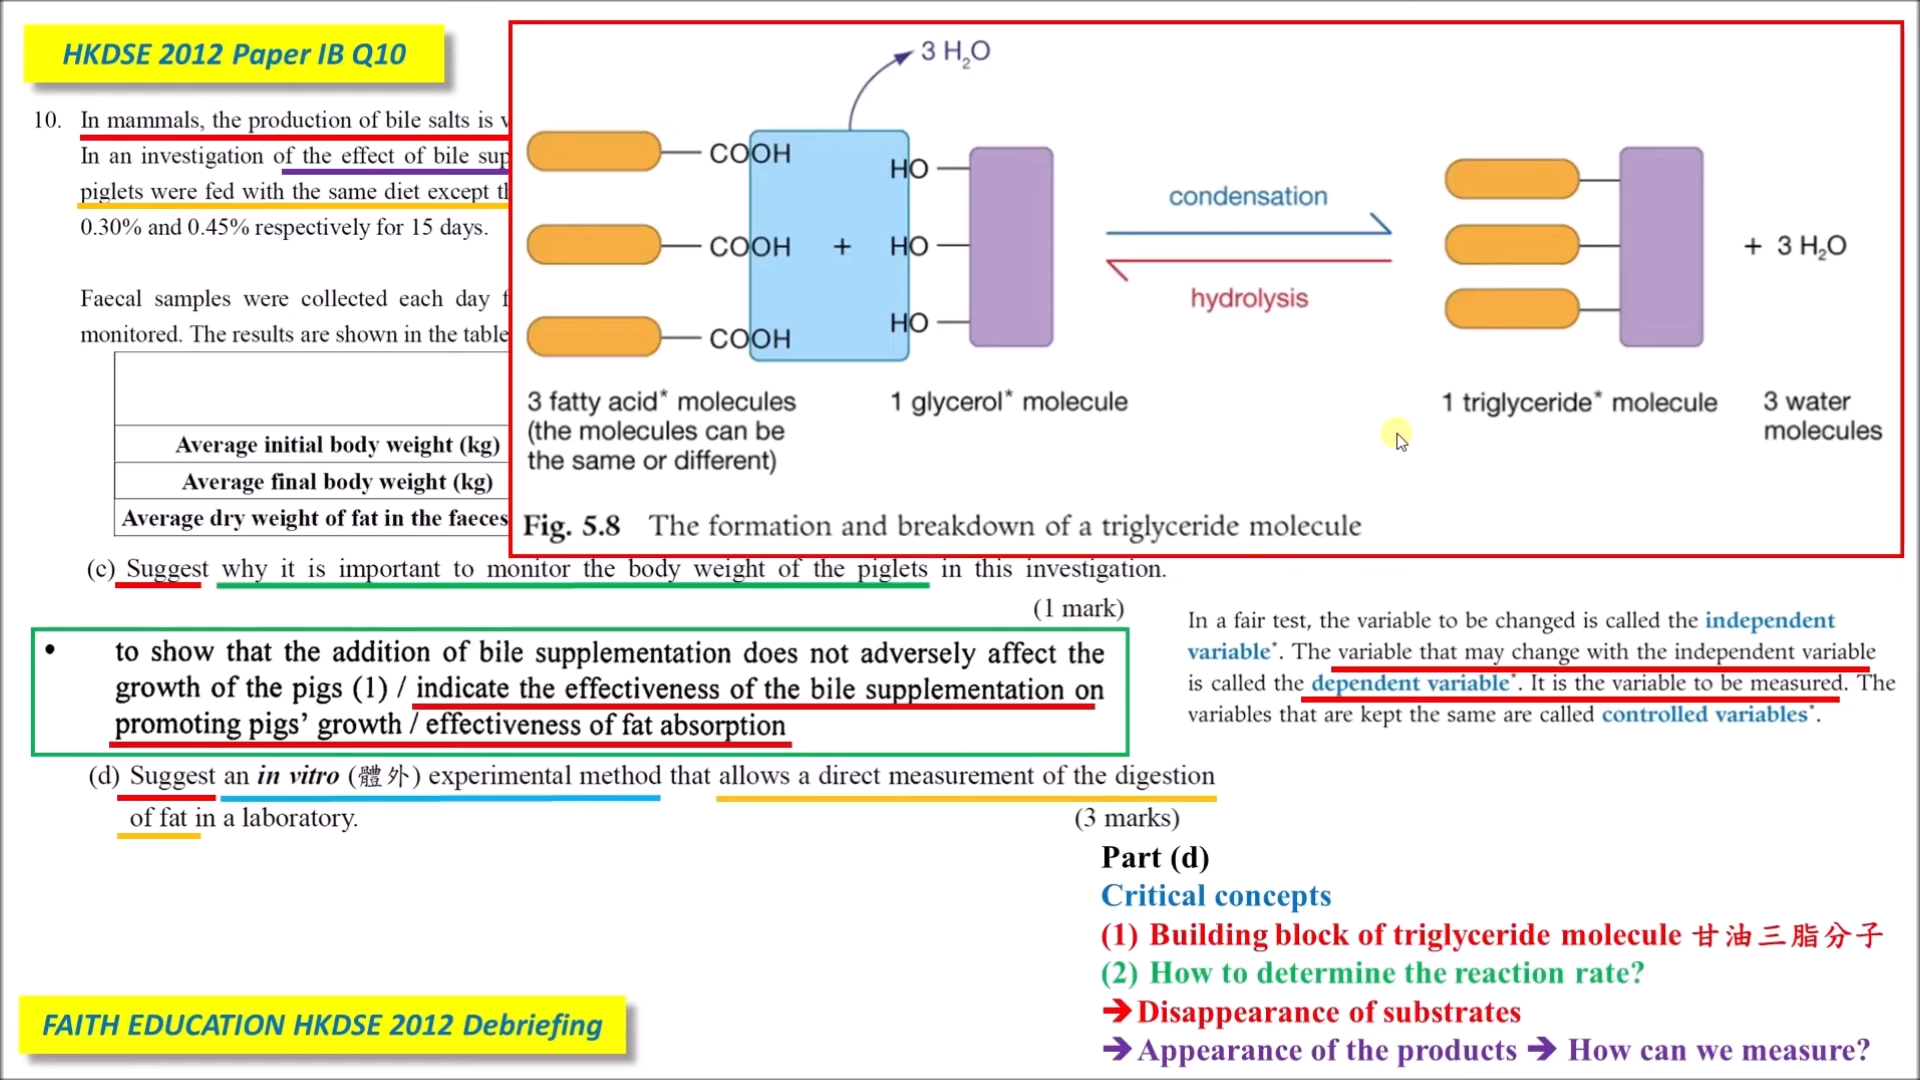 HKDSE 2012 Paper IB Q10
10. In mammals, the production of bile salts is
In an investigation of the effect of bile sup
piglets were fed with the same diet except
0.30% and 0.45% respectively for 15 days.
Faecal samples were collected each day
monitored. The results are shown in the table
Average initial body weight (kg)
Average final body weight (kg)
Average dry weight of fat in the faeces
3 H₂O
COOH
HO
COOH + HO
COOH
HO
condensation
hydrolysis
+ 3 H₂O
3 fatty acid* molecules
(the molecules can be
the same or different)
1 glycerol* molecule
1 triglyceride* molecule
3 water
molecules
Fig. 5.8 The formation and breakdown of a triglyceride molecule
(c) Suggest why it is important to monitor the body weight of the piglets in this investigation.
(1 mark)
• to show that the addition of bile supplementation does not adversely affect the
growth of the pigs (1) / indicate the effectiveness of the bile supplementation on
promoting pigs' growth / effectiveness of fat absorption
In a fair test, the variable to be changed is called the independent
variable*. The variable that may change with the independent variable
is called the dependent variable*. It is the variable to be measured. The
variables that are kept the same are called controlled variables*.
(d) Suggest an in vitro (體外) experimental method that allows a direct measurement of the digestion
of fat in a laboratory.
(3 marks)
Part (d)
Critical concepts
(1) Building block of triglyceride molecule 甘油三脂分子
(2) How to determine the reaction rate?
➔Disappearance of substrates
➔Appearance of the products ➔ How can we measure?
FAITH EDUCATION HKDSE 2012 Debriefing